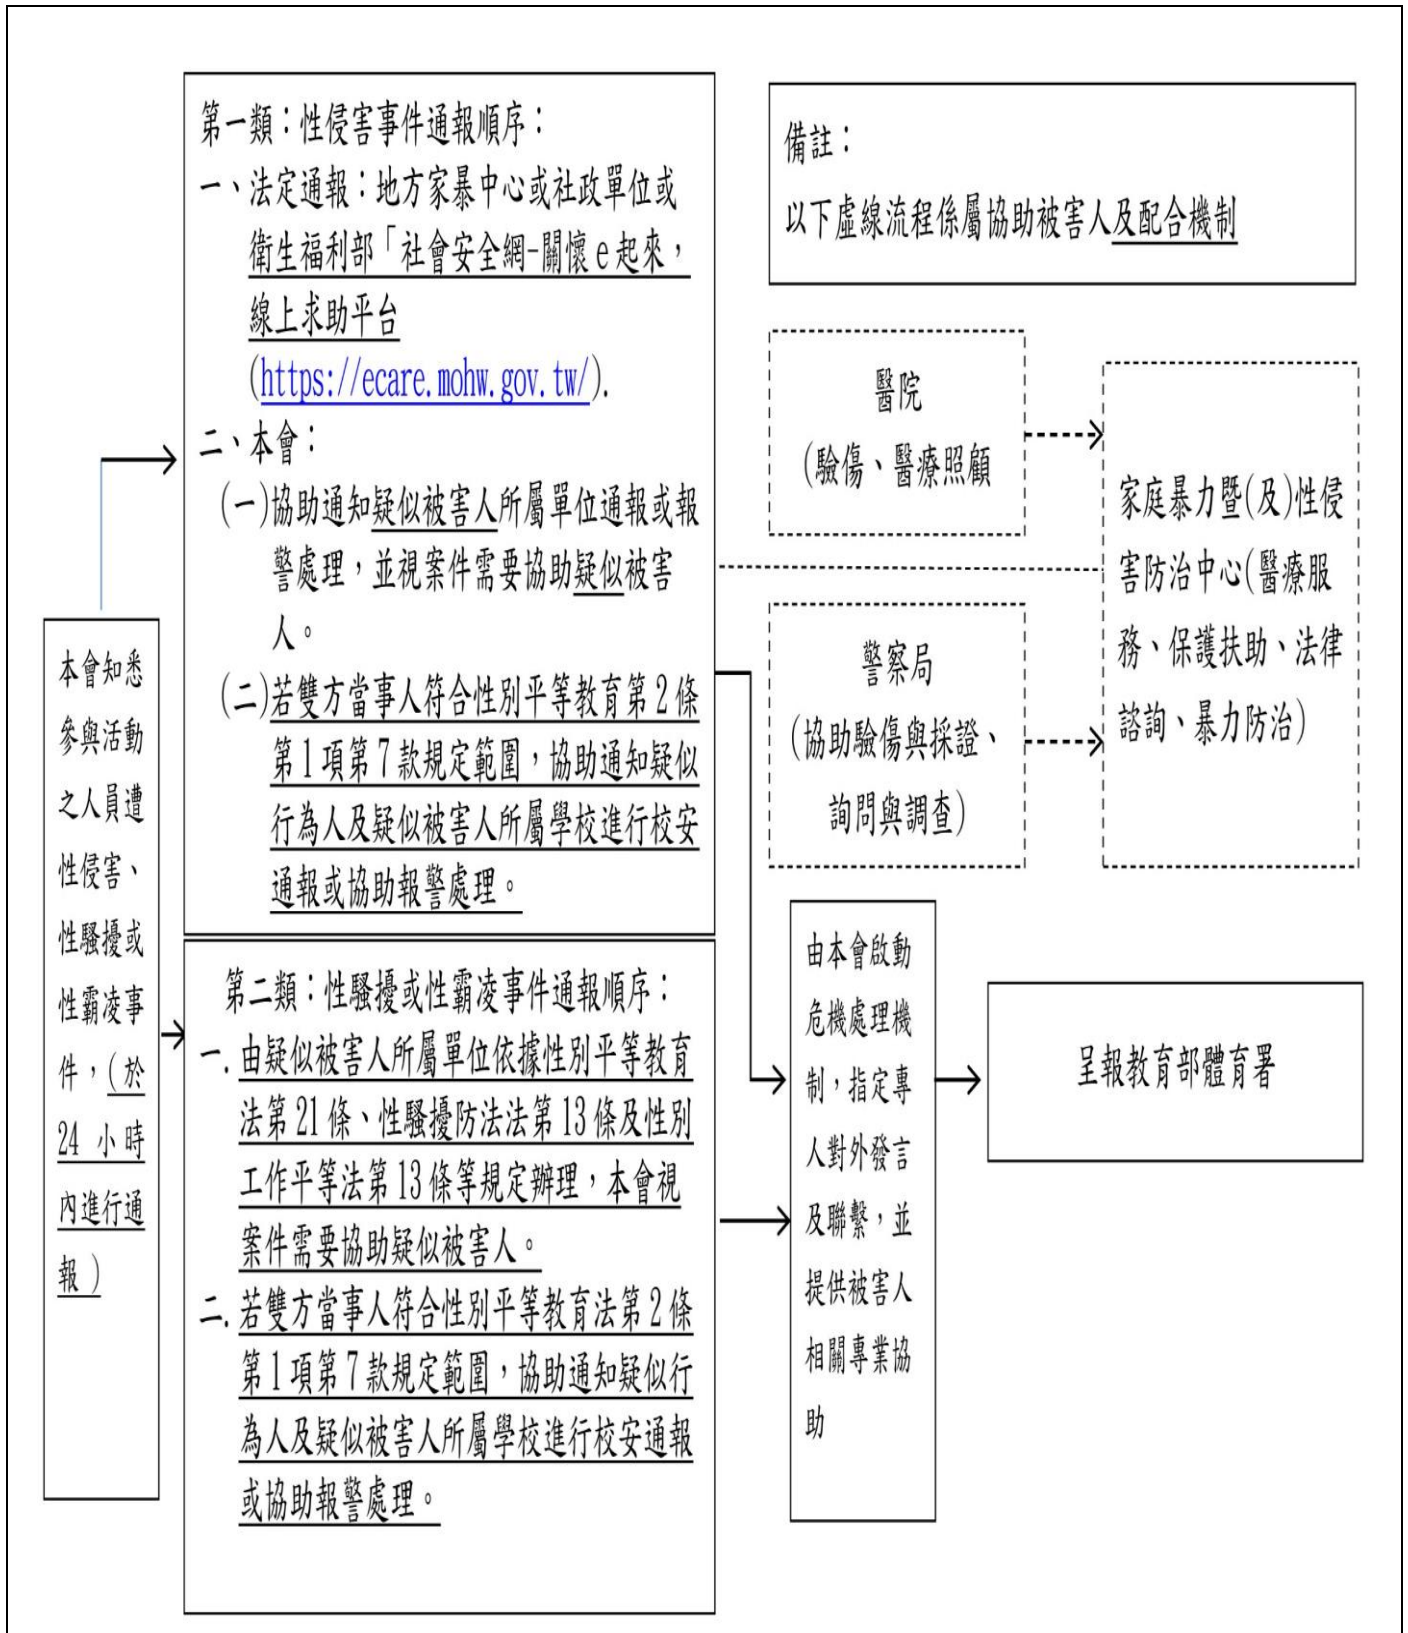 本會知悉
參與活動
之人員遭
性侵害、
性騷擾或
性霸凌事
件，(於
24 小時
內進行通
報)
第一類：性侵害事件通報順序：
一、法定通報：地方家暴中心或社政單位或
衛生福利部「社會安全網-關懷 e 起來，
線上求助平台
(https://ecare.mohw.gov.tw/).
二、本會：
(一)協助通知疑似被害人所屬單位通報或報
警處理，並視案件需要協助疑似被害
人。
(二)若雙方當事人符合性別平等教育第 2 條
第 1 項第 7 款規定範圍，協助通知疑似
行為人及疑似被害人所屬學校進行校安
通報或協助報警處理。
第二類：性騷擾或性霸凌事件通報順序：
一. 由疑似被害人所屬單位依據性別平等教育
法第 21 條、性騷擾防法法第 13 條及性別
工作平等法第 13 條等規定辦理，本會視
案件需要協助疑似被害人。
二. 若雙方當事人符合性別平等教育法第 2 條
第 1 項第 7 款規定範圍，協助通知疑似行
為人及疑似被害人所屬學校進行校安通報
或協助報警處理。
備註：
以下虛線流程係屬協助被害人及配合機制
醫院
(驗傷、醫療照顧
警察局
(協助驗傷與採證、
詢問與調查)
家庭暴力暨(及)性侵
害防治中心(醫療服
務、保護扶助、法律
諮詢、暴力防治)
由本會啟動
危機處理機
制，指定專
人對外發言
及聯繫，並
提供被害人
相關專業協
助
呈報教育部體育署